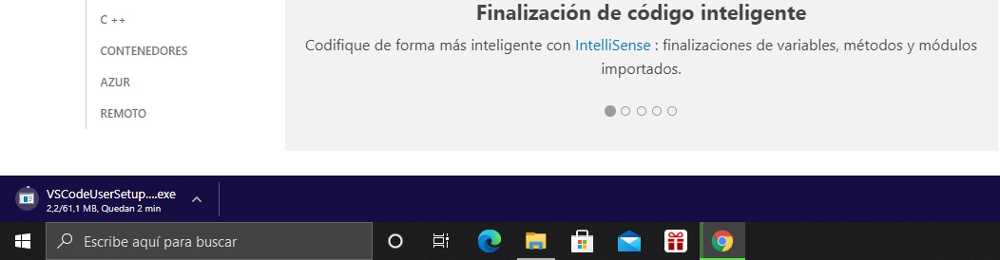 C ++
CONTENEDORES
AZUR
REMOTO
Finalización de código inteligente
Codifique de forma más inteligente con IntelliSense : finalizaciones de variables, métodos y módulos
importados.
VSCodeUserSetup....exe
2,2/61,1 MB, Quedan 2 min
Escribe aquí para buscar